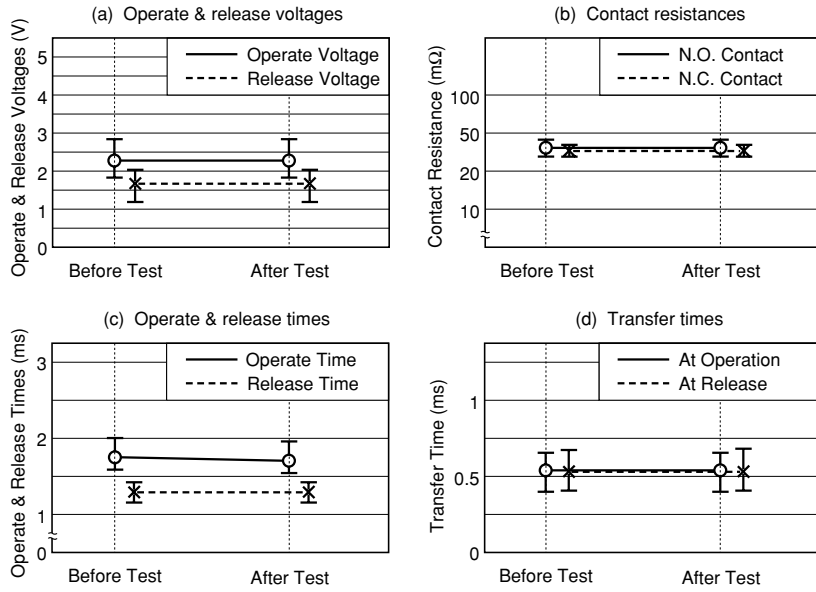 (a) Operate & release voltages
Operate & Release Voltages (V)
5
4
3
2
1
0
Operate Voltage
Release Voltage
Before Test
After Test
(b) Contact resistances
Contact Resistance (mΩ)
100
50
20
10
N.O. Contact
N.C. Contact
Before Test
After Test
(c) Operate & release times
Operate & Release Times (ms)
3
2
1
0
Operate Time
Release Time
Before Test
After Test
(d) Transfer times
Transfer Time (ms)
1
0.5
0
At Operation
At Release
Before Test
After Test